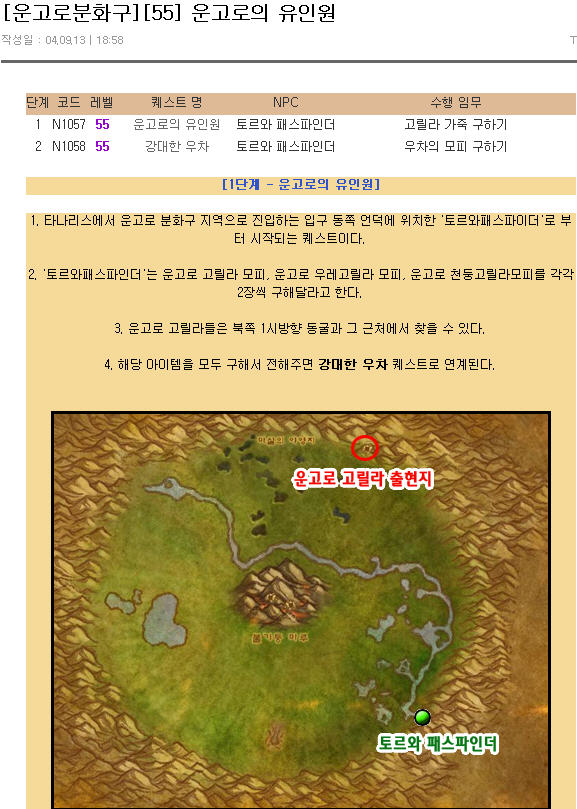 [운고로분화구][55] 운고로의 유인원
작성일 : 04.09.13 | 18:58
T
단계 코드 레벨 퀘스트 명 NPC 수행 임무
1 N1057 55 운고로의 유인원 토르와 패스파인더 고릴라 가죽 구하기
2 N1058 55 강대한 우차 토르와 패스파인더 우차의 모피 구하기
[1단계 - 운고로의 유인원]
1. 타나리스에서 운고로 분화구 지역으로 진입하는 입구 동쪽 언덕에 위치한 '토르와패스파이더'로 부
터 시작되는 퀘스트이다.
2. '토르와패스파인더'는 운고로 고릴라 모피, 운고로 우레고릴라 모피, 운고로 천둥고릴라모피를 각각
2장씩 구해달라고 한다.
3. 운고로 고릴라들은 북쪽 1시방향 동굴과 그 근처에서 찾을 수 있다.
4. 해당 아이템을 모두 구해서 전해주면 강대한 우차 퀘스트로 연계된다.
운고로 고릴라 출현지
불기둥 마루
토르와 패스파인더